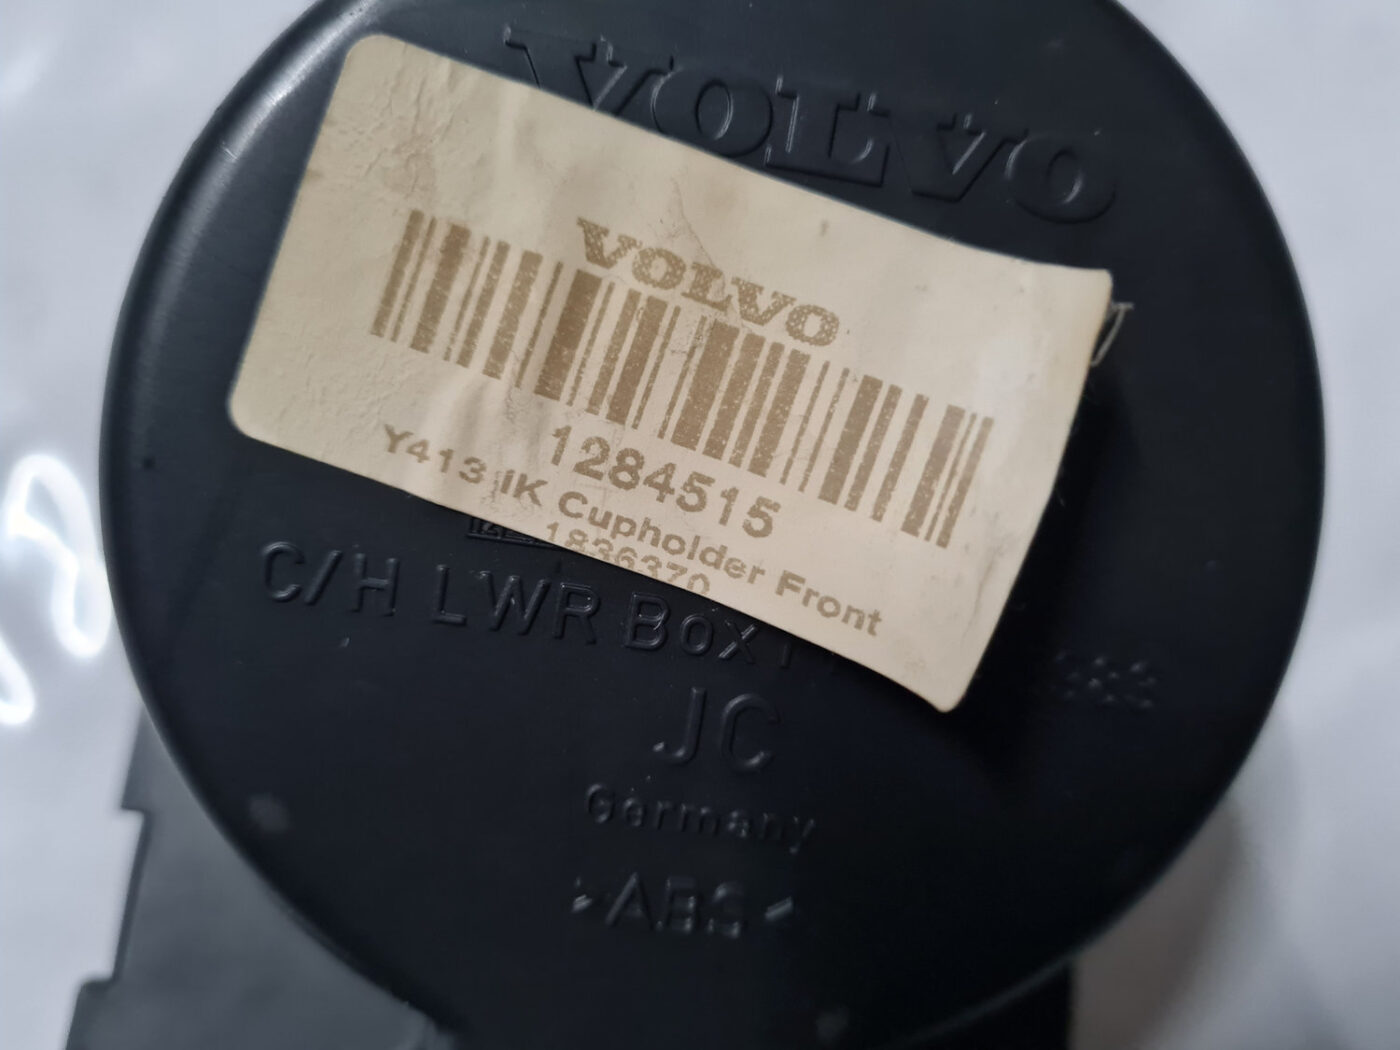 VOLVO
VOLVO
1284515
Y413 IK Cupholder Front
1836370
C/H LWR Box
JC
Germany
>ABS<